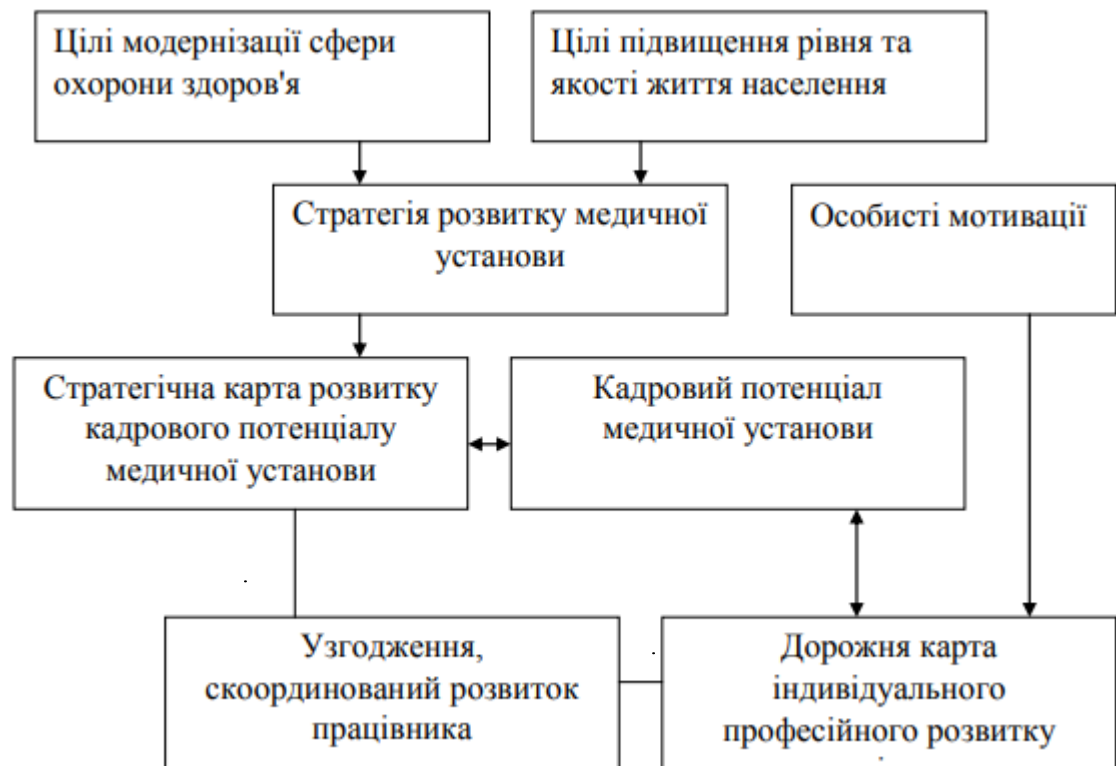 Цілі модернізації сфери
охорони здоров'я
Цілі підвищення рівня та
якості життя населення
Стратегія розвитку медичної
установи
Особисті мотивації
Стратегічна карта розвитку
кадрового потенціалу
медичної установи
Кадровий потенціал
медичної установи
Узгодження,
скоординований розвиток
працівника
Дорожня карта
індивідуального
професійного розвитку